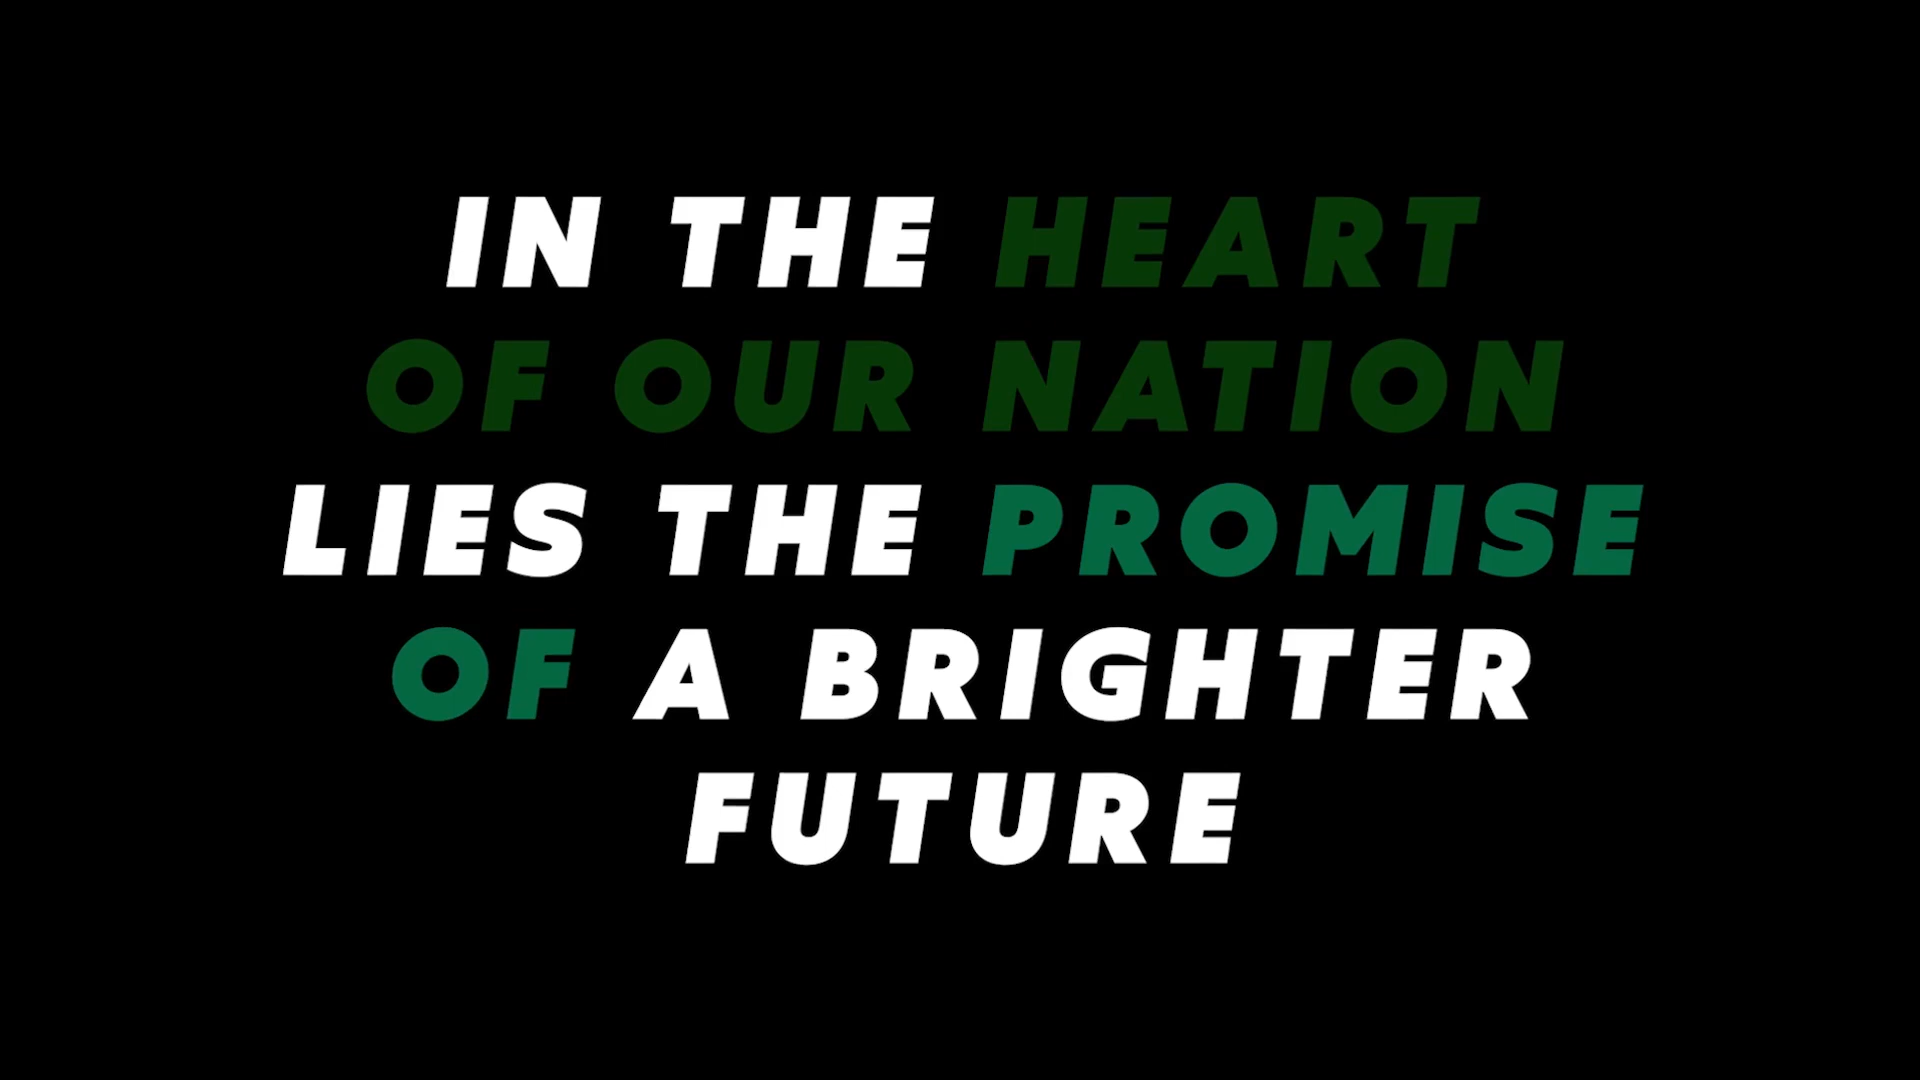 IN THE HEART
OF OUR NATION
LIES THE PROMISE
OF A BRIGHTER
FUTURE